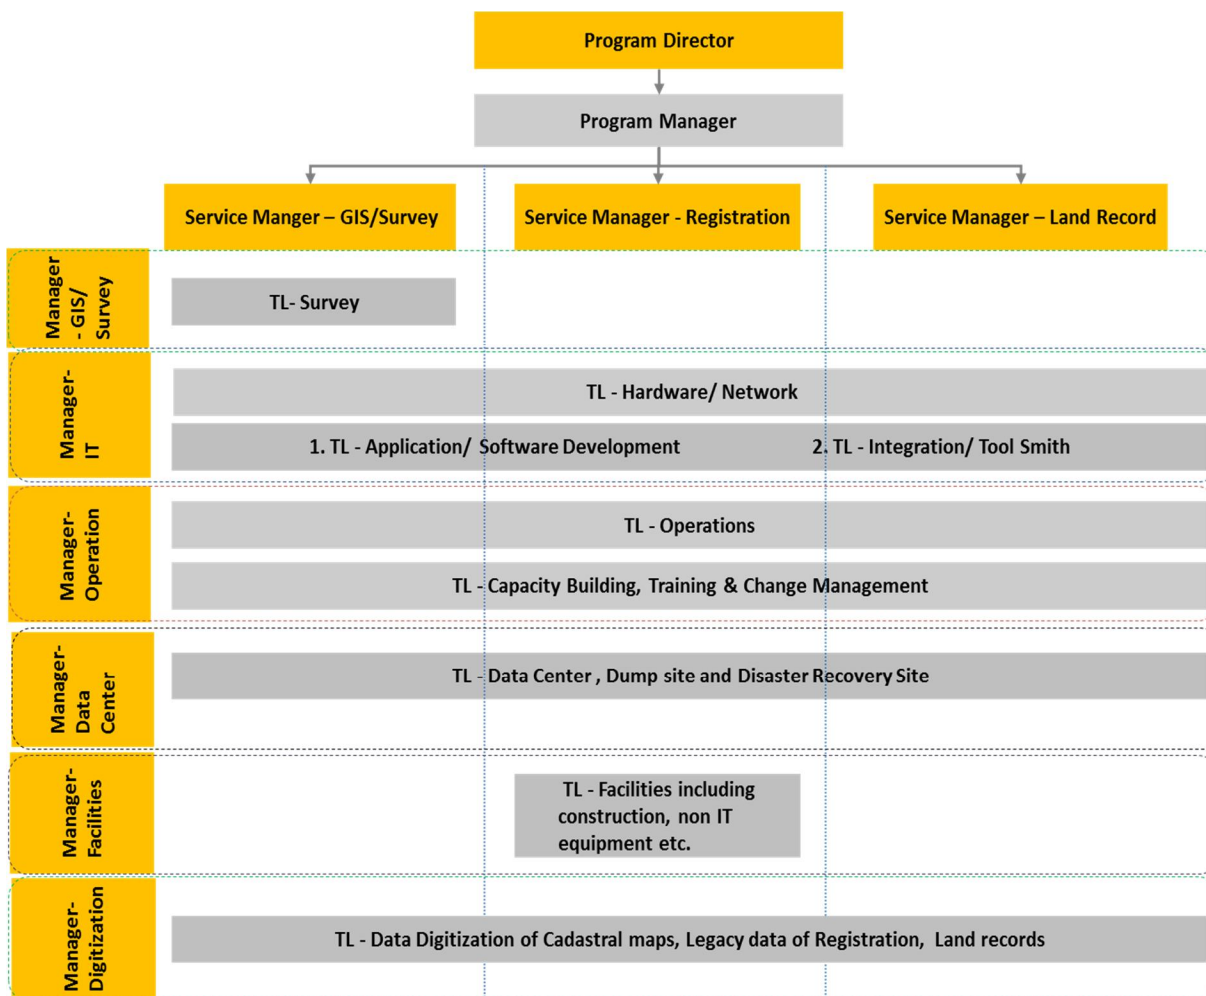 Program Director
Program Manager
Service Manger – GIS/Survey
Service Manager - Registration
Service Manager – Land Record
Manager
- GIS/
Survey
TL- Survey
Manager-
IT
TL - Hardware/ Network
1. TL - Application/ Software Development
2. TL - Integration/ Tool Smith
Manager-
Operation
TL - Operations
TL - Capacity Building, Training & Change Management
Manager-
Data
Center
TL - Data Center , Dump site and Disaster Recovery Site
Manager-
Facilities
TL - Facilities including
construction, non IT
equipment etc.
Manager-
Digitization
TL - Data Digitization of Cadastral maps, Legacy data of Registration, Land records